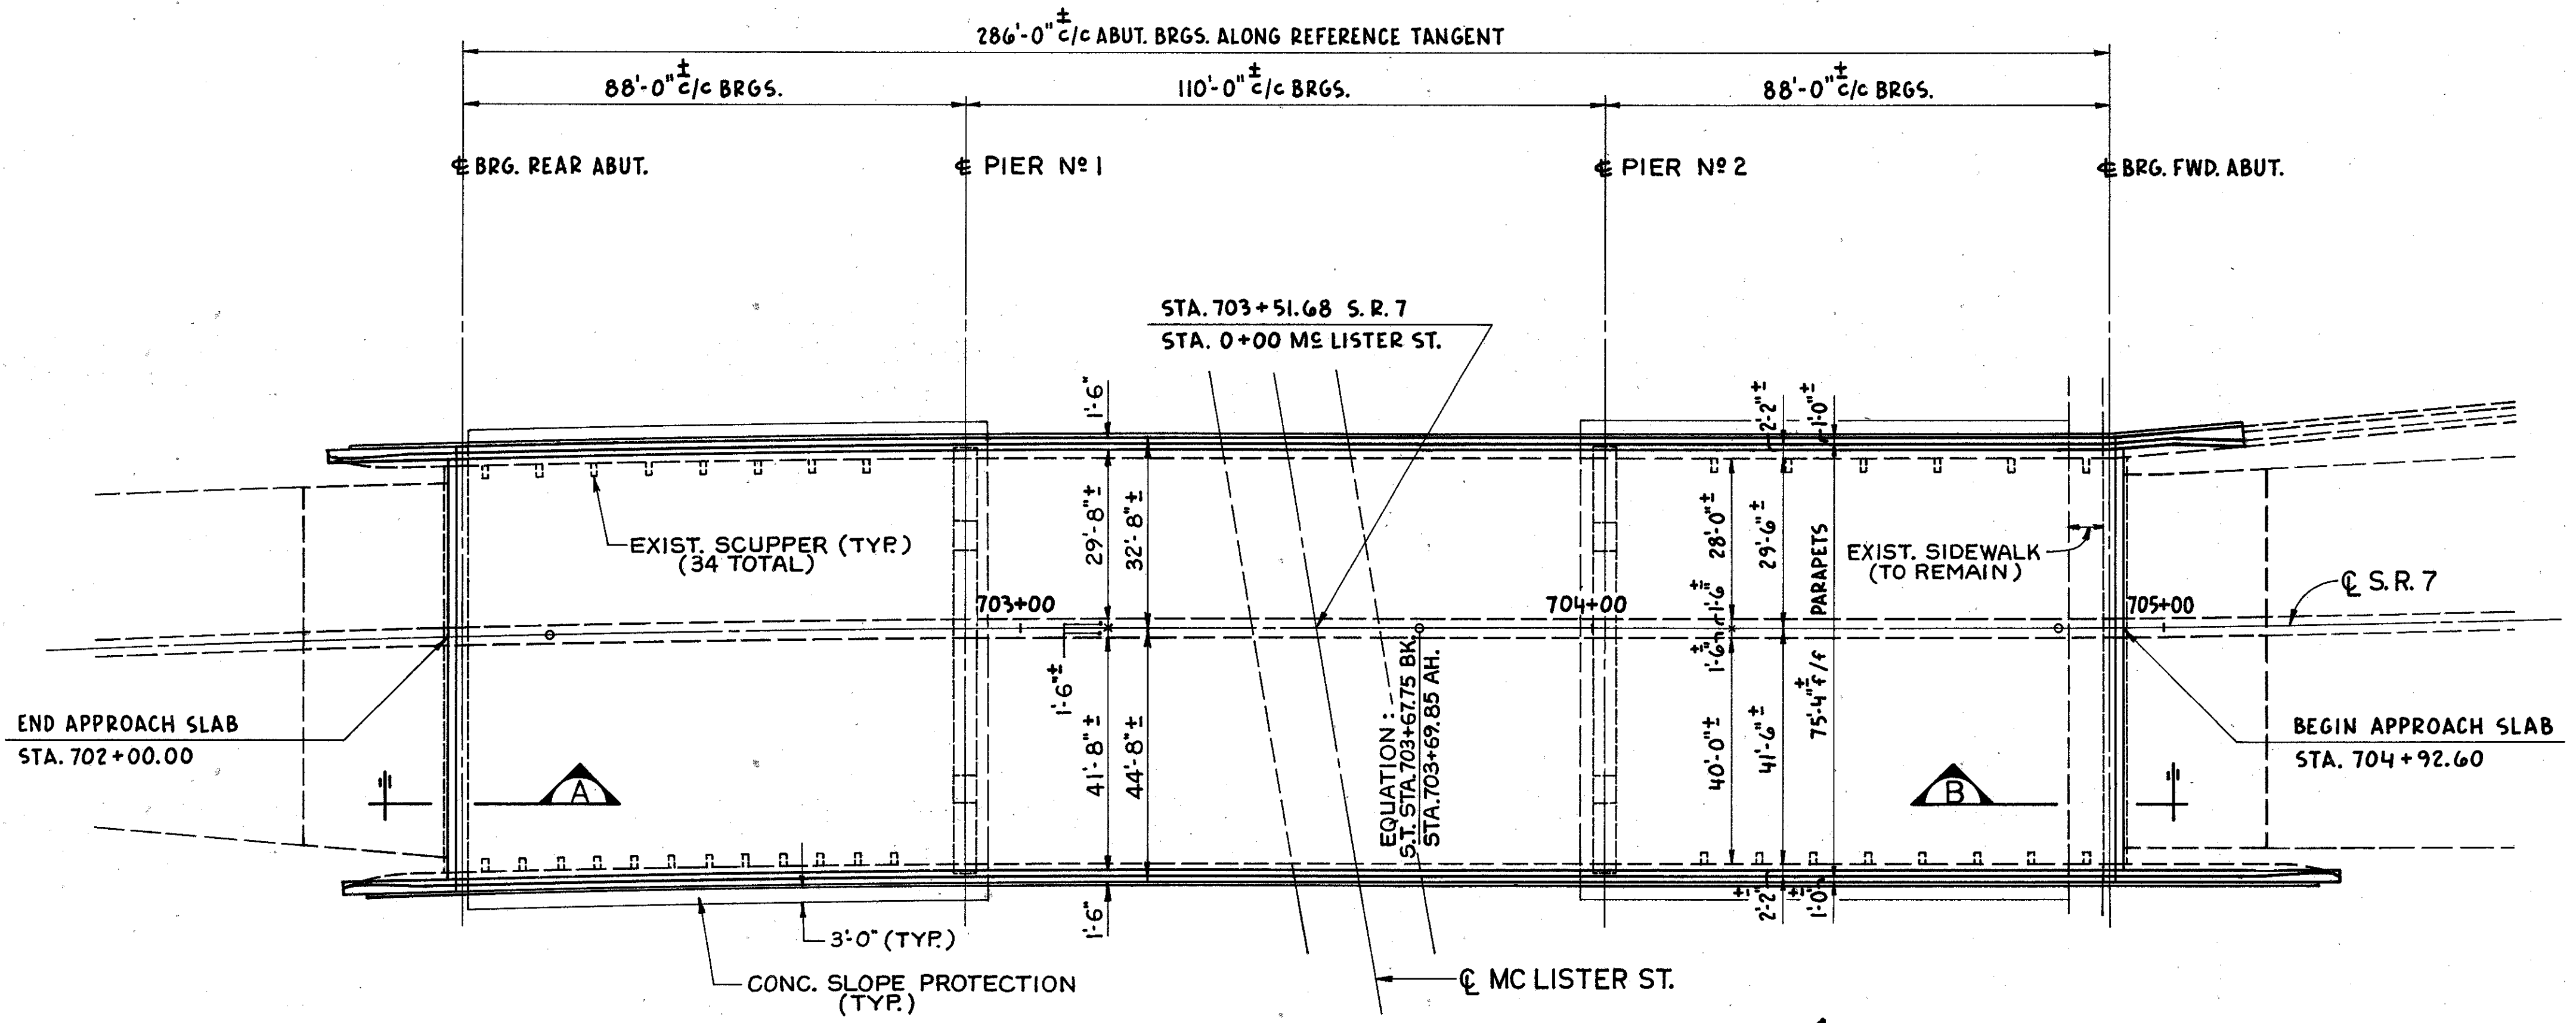 286'-0"± c/c ABUT. BRGS. ALONG REFERENCE TANGENT
88'-0"± c/c BRGS.
110'-0"± c/c BRGS.
88'-0"± c/c BRGS.
℄ BRG. REAR ABUT.
℄ PIER Nº 1
℄ PIER Nº 2
℄ BRG. FWD. ABUT.
STA. 703+51.68 S. R. 7
STA. 0+00 Mc LISTER ST.
1'-6"
2'-2"±
1'-0"±
29'-8"±
32'-8"±
28'-0"±
29'-6"±
EXIST. SCUPPER (TYP.)
(34 TOTAL)
EXIST. SIDEWALK
(TO REMAIN)
℄ S.R. 7
703+00
704+00
705+00
1'-6"±
1'-6"±
1'-6"±
41'-8"±
44'-8"±
EQUATION :
S.T. STA.703+67.75 BK.
STA.703+69.85 AH.
40'-0"±
41'-6"±
75'-4"± f/f PARAPETS
END APPROACH SLAB
STA. 702+00.00
BEGIN APPROACH SLAB
STA. 704+92.60
A
B
1'-6"
2'-2"±
1'-0"±
3'-0" (TYP.)
CONC. SLOPE PROTECTION
(TYP.)
℄ MC LISTER ST.